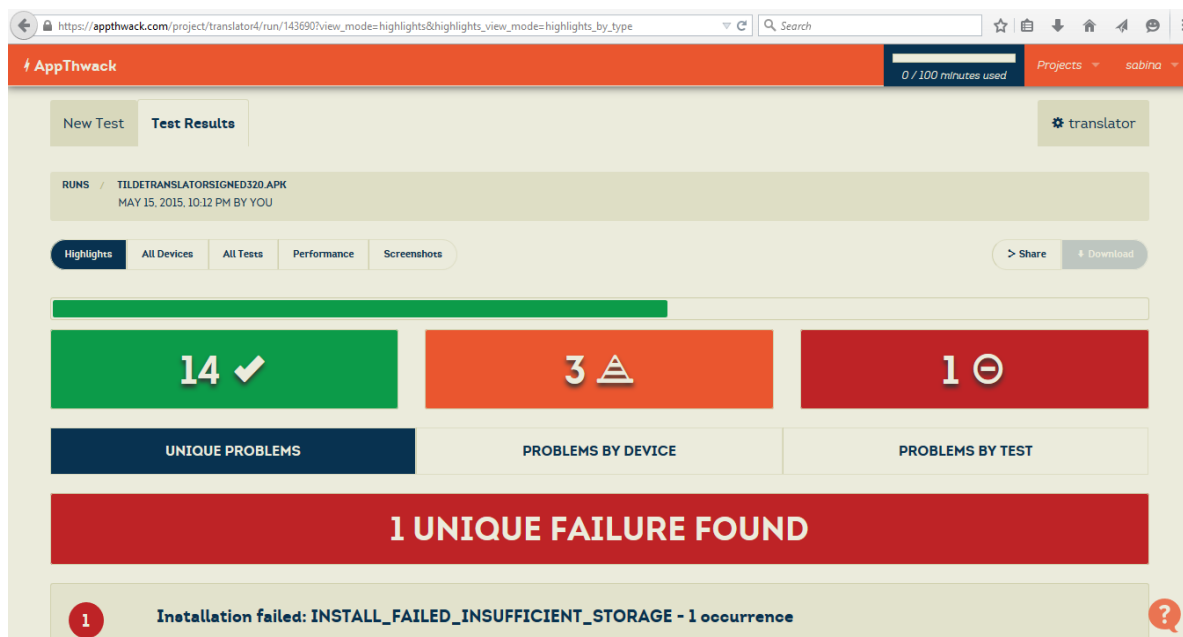 https://appthwack.com/project/translator4/run/143690?view_mode=highlights&highlights_view_mode=highlights_by_type
Search
AppThwack
0 / 100 minutes used
Projects
sabina
New Test
Test Results
translator
RUNS / TILDETRANSLATORSIGNED320.APK
MAY 15, 2015, 10:12 PM BY YOU
Highlights
All Devices
All Tests
Performance
Screenshots
Share
Download
14
3
1
UNIQUE PROBLEMS
PROBLEMS BY DEVICE
PROBLEMS BY TEST
1 UNIQUE FAILURE FOUND
1
Installation failed: INSTALL_FAILED_INSUFFICIENT_STORAGE - 1 occurrence
?